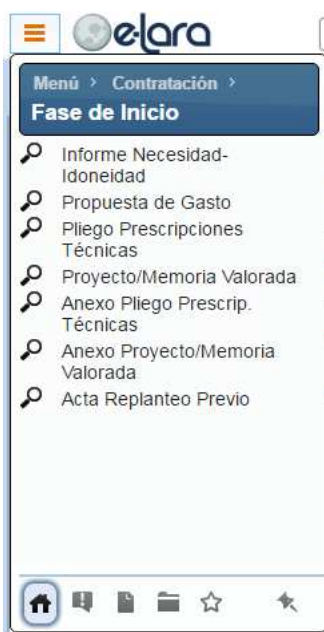 e·lara
Menú > Contratación >
Fase de Inicio
Informe Necesidad-
Idoneidad
Propuesta de Gasto
Pliego Prescripciones
Técnicas
Proyecto/Memoria Valorada
Anexo Pliego Prescrip.
Técnicas
Anexo Proyecto/Memoria
Valorada
Acta Replanteo Previo